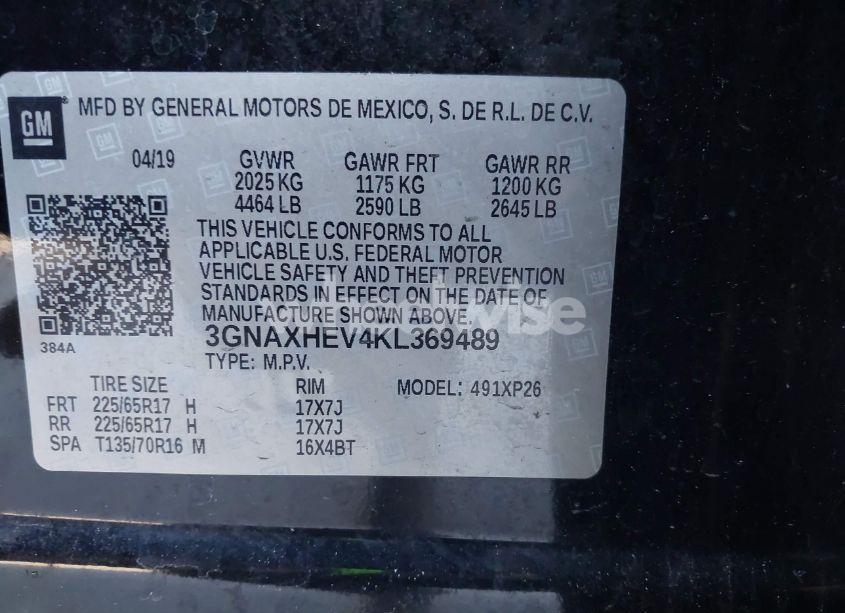 GM
MFD BY GENERAL MOTORS DE MEXICO, S. DE R.L. DE C.V.
04/19 GVWR GAWR FRT GAWR RR
2025 KG 1175 KG 1200 KG
4464 LB 2590 LB 2645 LB
THIS VEHICLE CONFORMS TO ALL
APPLICABLE U.S. FEDERAL MOTOR
VEHICLE SAFETY AND THEFT PREVENTION
STANDARDS IN EFFECT ON THE DATE OF
MANUFACTURE SHOWN ABOVE.
3GNAXHEV4KL369489
384A
TYPE: M.P.V.
TIRE SIZE RIM MODEL: 491XP26
FRT 225/65R17 H 17X7J
RR 225/65R17 H 17X7J
SPA T135/70R16 M 16X4BT